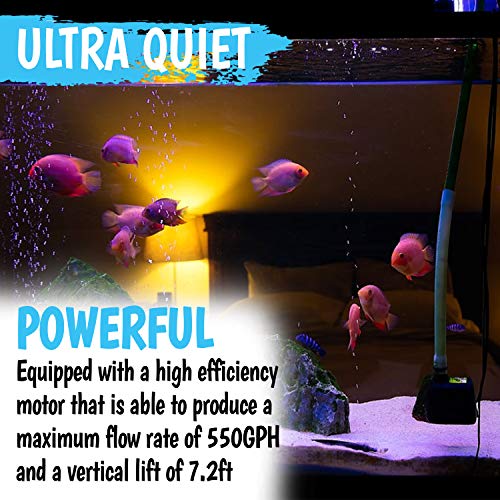 ULTRA QUIET
POWERFUL
Equipped with a high efficiency
motor that is able to produce a
maximum flow rate of 550GPH
and a vertical lift of 7.2ft